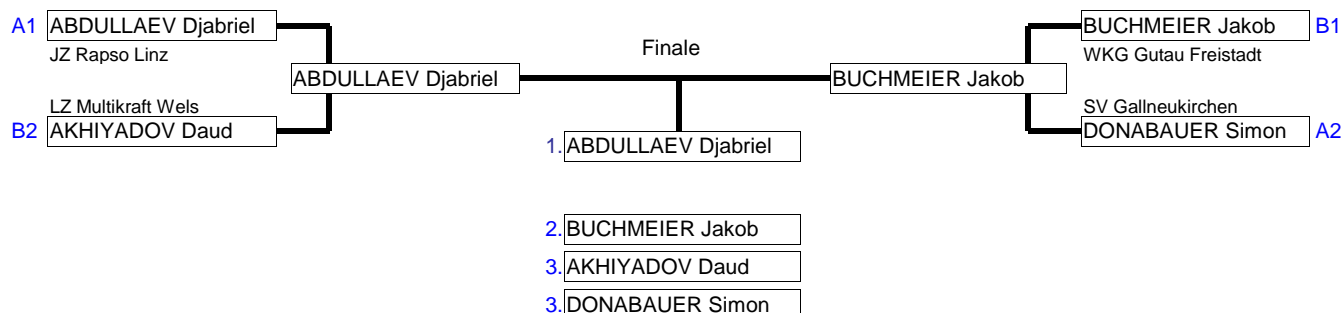 A1 ABDULLAEV Djabriel
JZ Rapso Linz
LZ Multikraft Wels
B2 AKHIYADOV Daud
ABDULLAEV Djabriel
Finale
BUCHMEIER Jakob
BUCHMEIER Jakob B1
WKG Gutau Freistadt
SV Gallneukirchen
DONABAUER Simon A2
1. ABDULLAEV Djabriel
2. BUCHMEIER Jakob
3. AKHIYADOV Daud
3. DONABAUER Simon